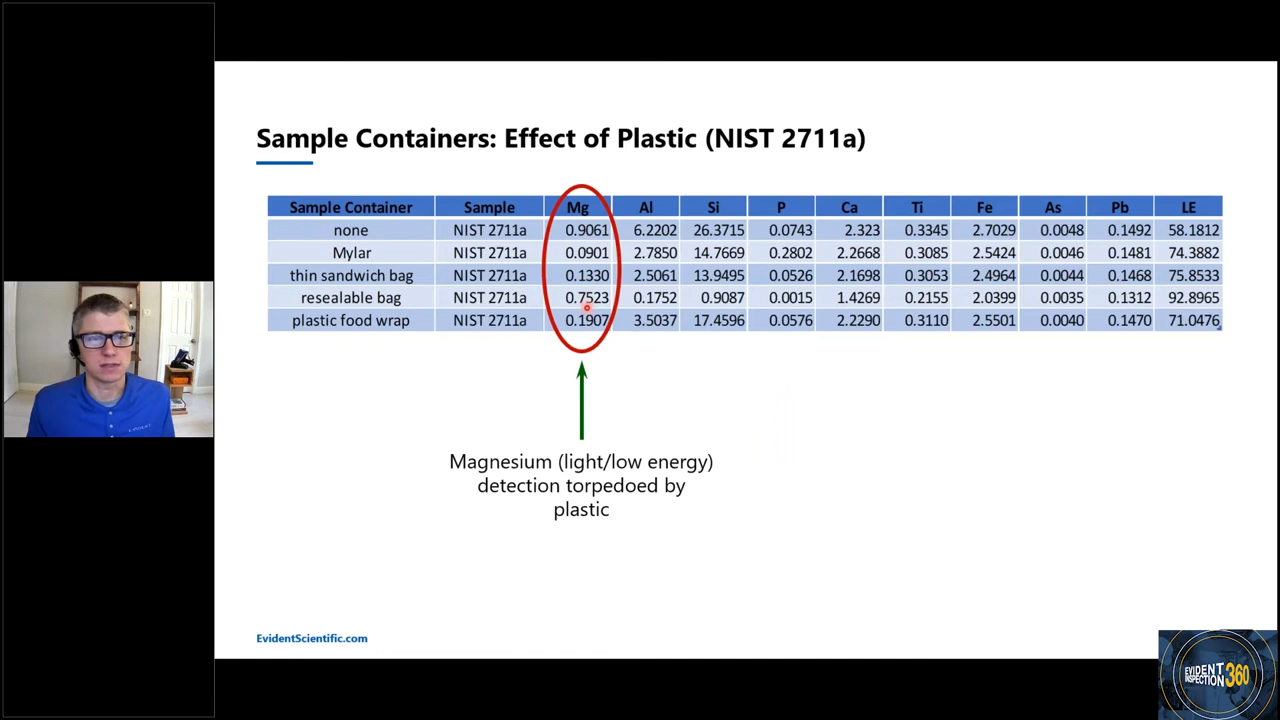 Sample Containers: Effect of Plastic (NIST 2711a)
Sample Container Sample Mg Al Si P Ca Ti Fe As Pb LE
none NIST 2711a 0.9061 6.2202 26.3715 0.0743 2.323 0.3345 2.7029 0.0048 0.1492 58.1812
Mylar NIST 2711a 0.0901 2.7850 14.7669 0.2802 2.2668 0.3085 2.5424 0.0046 0.1481 74.3882
thin sandwich bag NIST 2711a 0.1330 2.5061 13.9495 0.0526 2.1698 0.3053 2.4964 0.0044 0.1468 75.8533
resealable bag NIST 2711a 0.7523 0.1752 0.9087 0.0015 1.4269 0.2155 2.0399 0.0035 0.1312 92.8965
plastic food wrap NIST 2711a 0.1907 3.5037 17.4596 0.0576 2.2290 0.3110 2.5501 0.0040 0.1470 71.0476
Magnesium (light/low energy)
detection torpedoed by
plastic
EvidentScientific.com
EVIDENT
INSPECTION
360